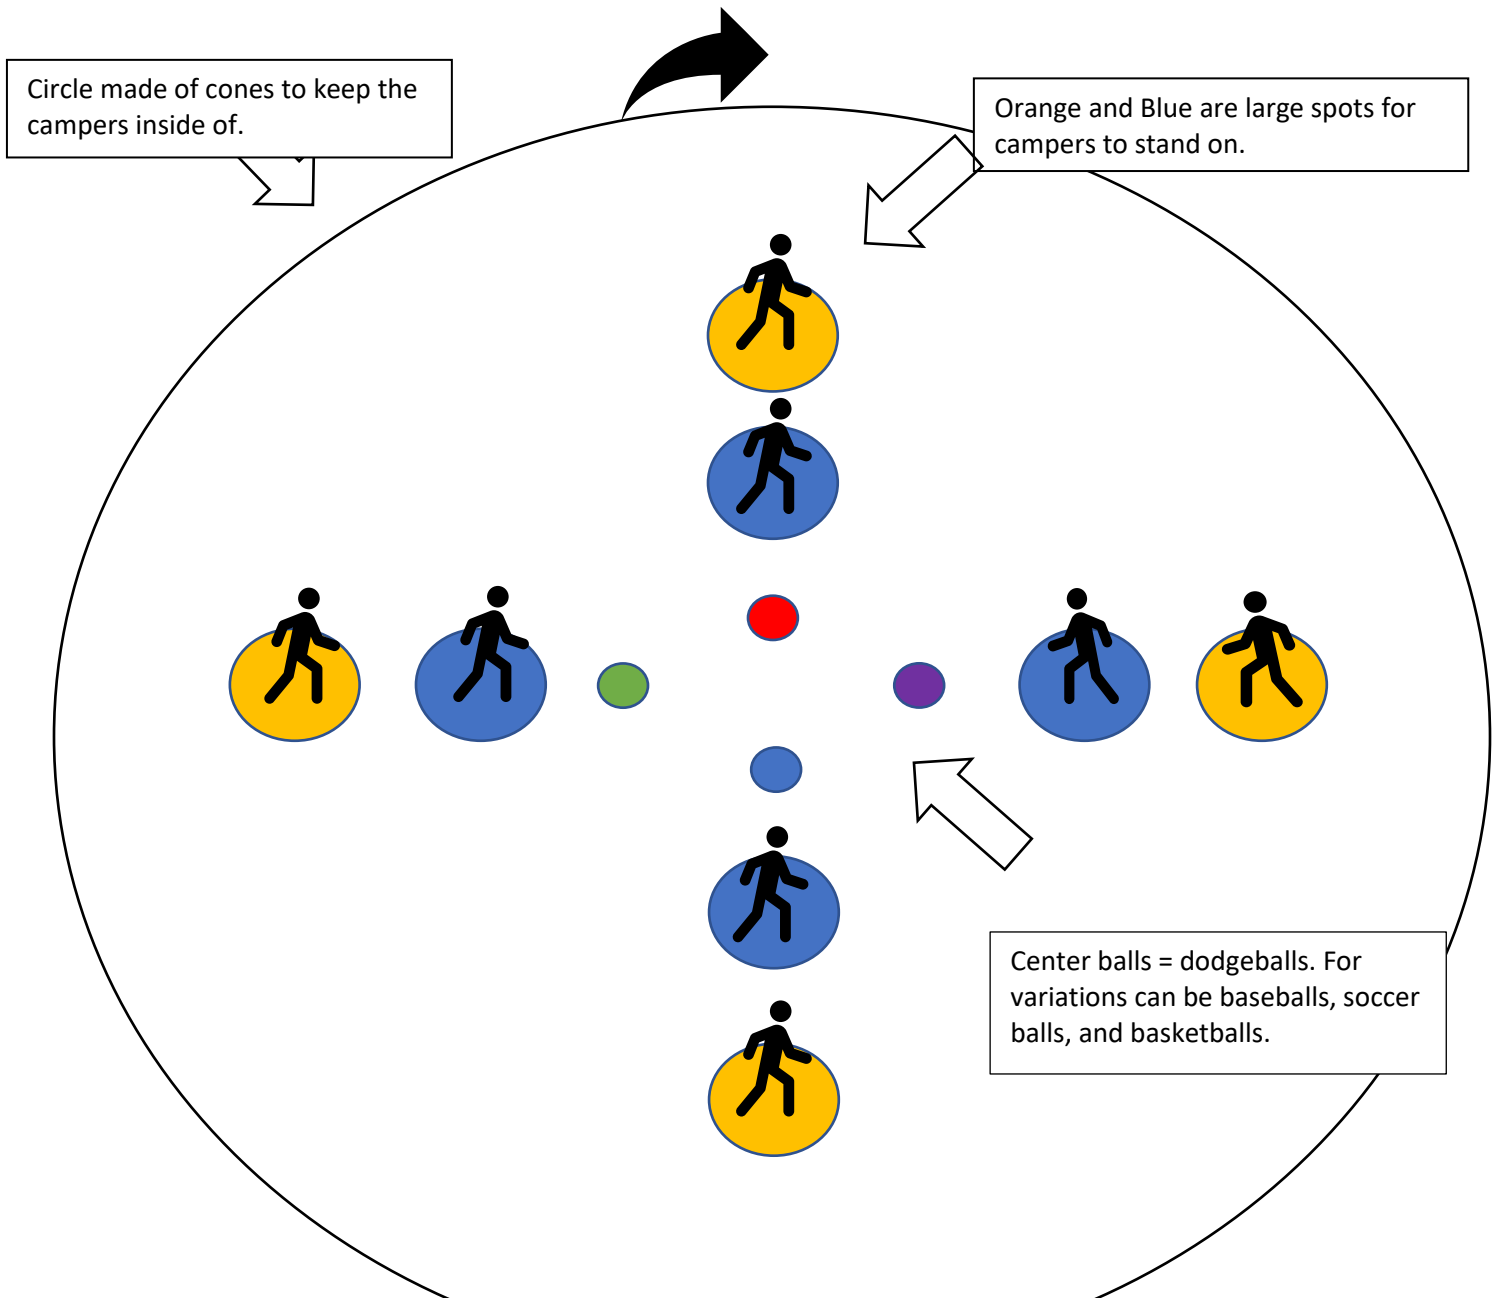 Circle made of cones to keep the
campers inside of.
Orange and Blue are large spots for
campers to stand on.
Center balls = dodgeballs. For
variations can be baseballs, soccer
balls, and basketballs.